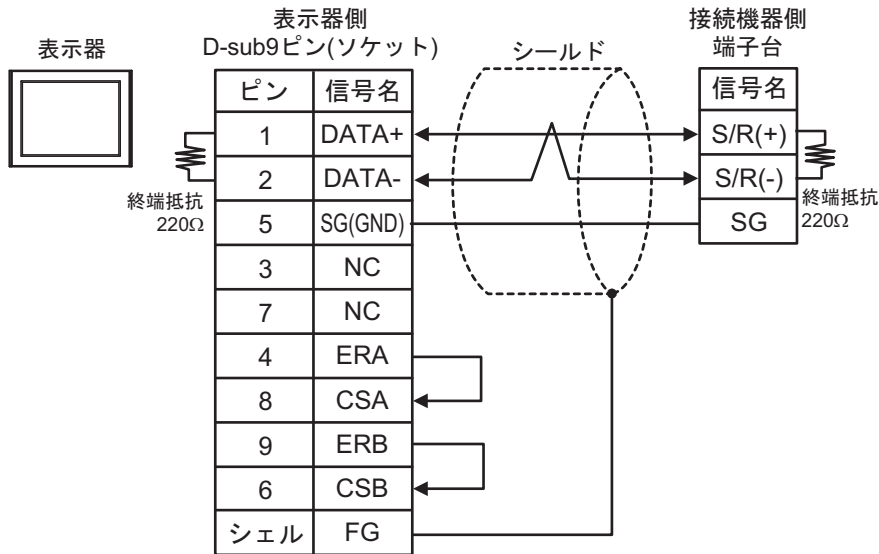 表示器
表示器側
D-sub9ピン(ソケット)
シールド
接続機器側
端子台
ピン 信号名
信号名
1 DATA+
S/R(+)
2 DATA-
S/R(-)
終端抵抗
220Ω
終端抵抗
220Ω
5 SG(GND)
SG
3 NC
7 NC
4 ERA
8 CSA
9 ERB
6 CSB
シェル FG